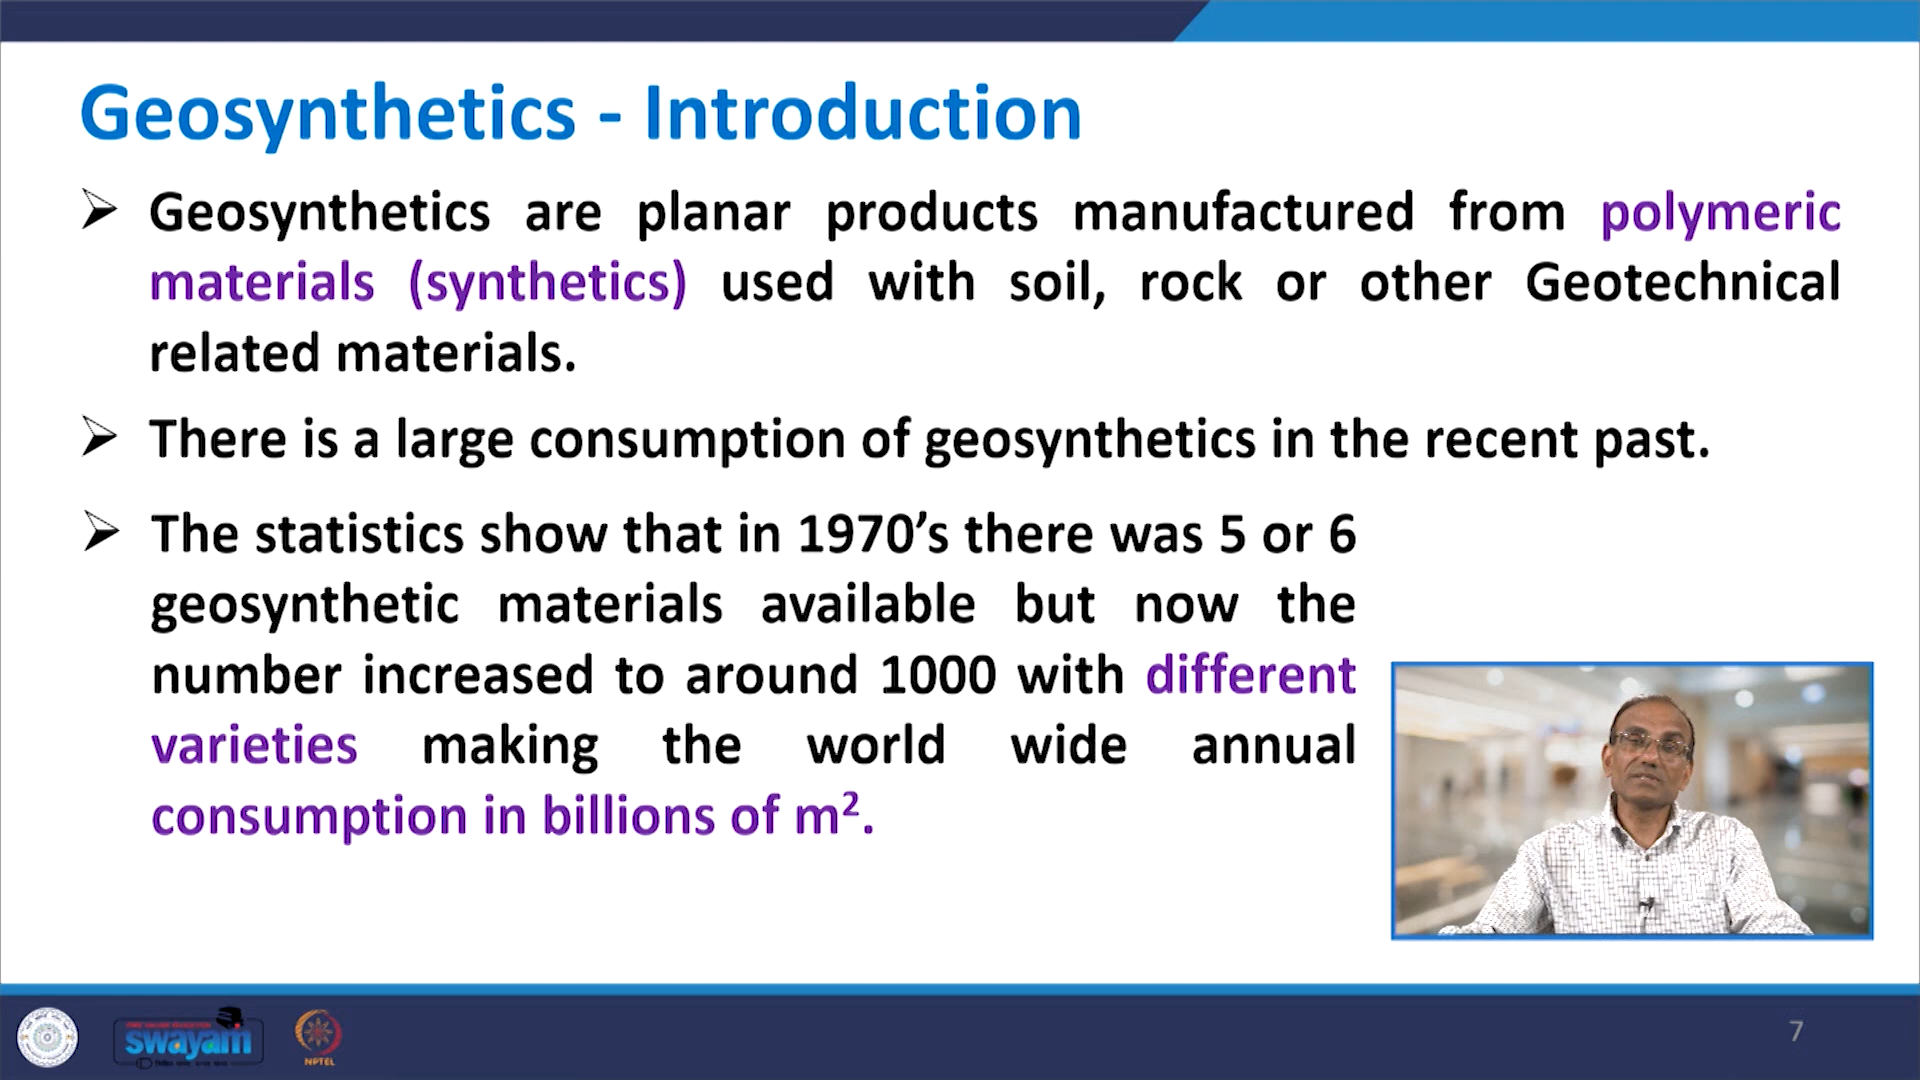 Geosynthetics - Introduction
Geosynthetics are planar products manufactured from polymeric
materials (synthetics) used with soil, rock or other Geotechnical
related materials.
There is a large consumption of geosynthetics in the recent past.
The statistics show that in 1970’s there was 5 or 6
geosynthetic materials available but now the
number increased to around 1000 with different
varieties making the world wide annual
consumption in billions of m².
swayam
NPTEL
7